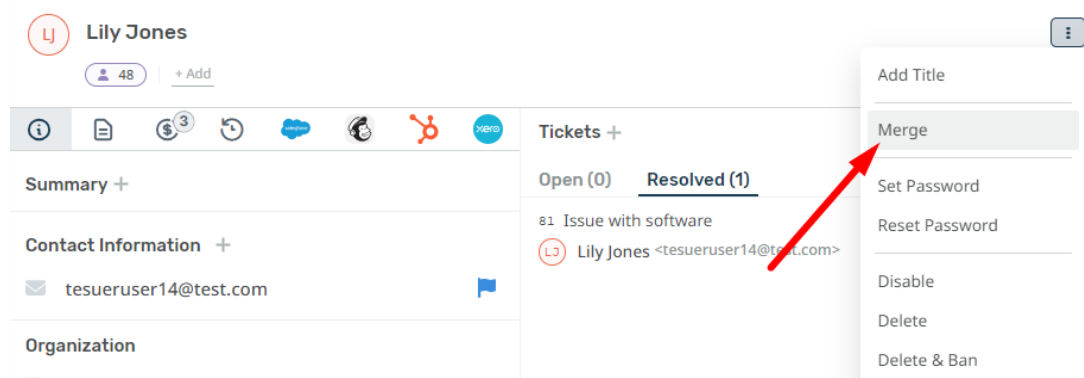 LJ
Lily Jones
48
+ Add
Add Title
3
xero
Tickets +
Merge
Summary +
Open (0) Resolved (1)
Set Password
81 Issue with software
Reset Password
Contact Information +
LJ Lily Jones <tesueruser14@test.com>
tesueruser14@test.com
Disable
Delete
Organization
Delete & Ban